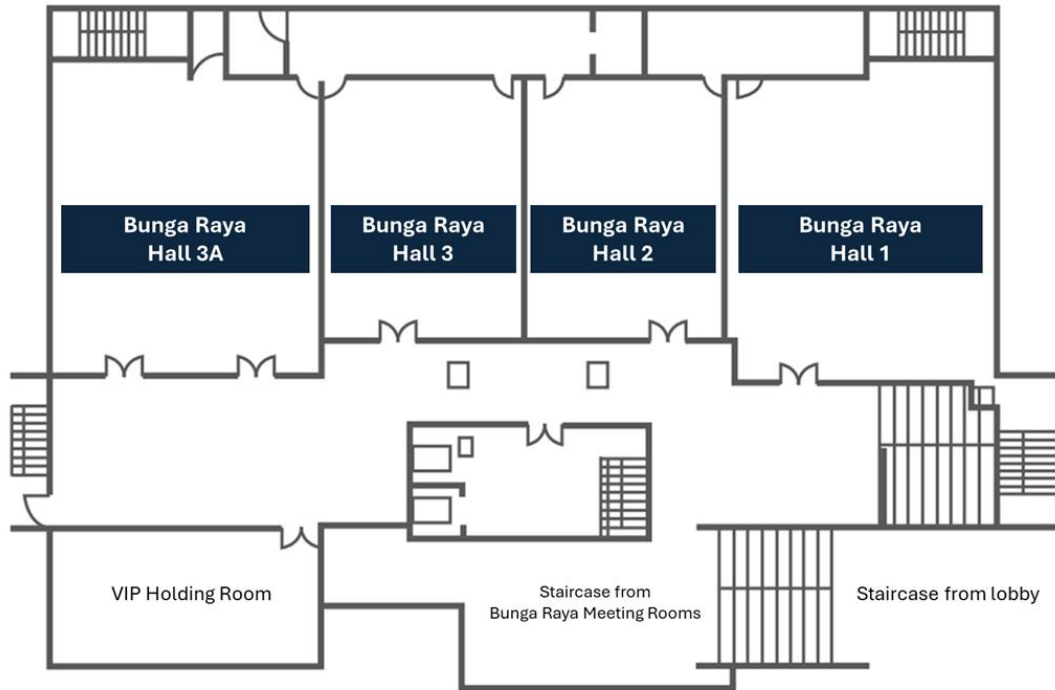 Bunga Raya
Hall 3A
Bunga Raya
Hall 3
Bunga Raya
Hall 2
Bunga Raya
Hall 1
VIP Holding Room
Staircase from
Bunga Raya Meeting Rooms
Staircase from lobby